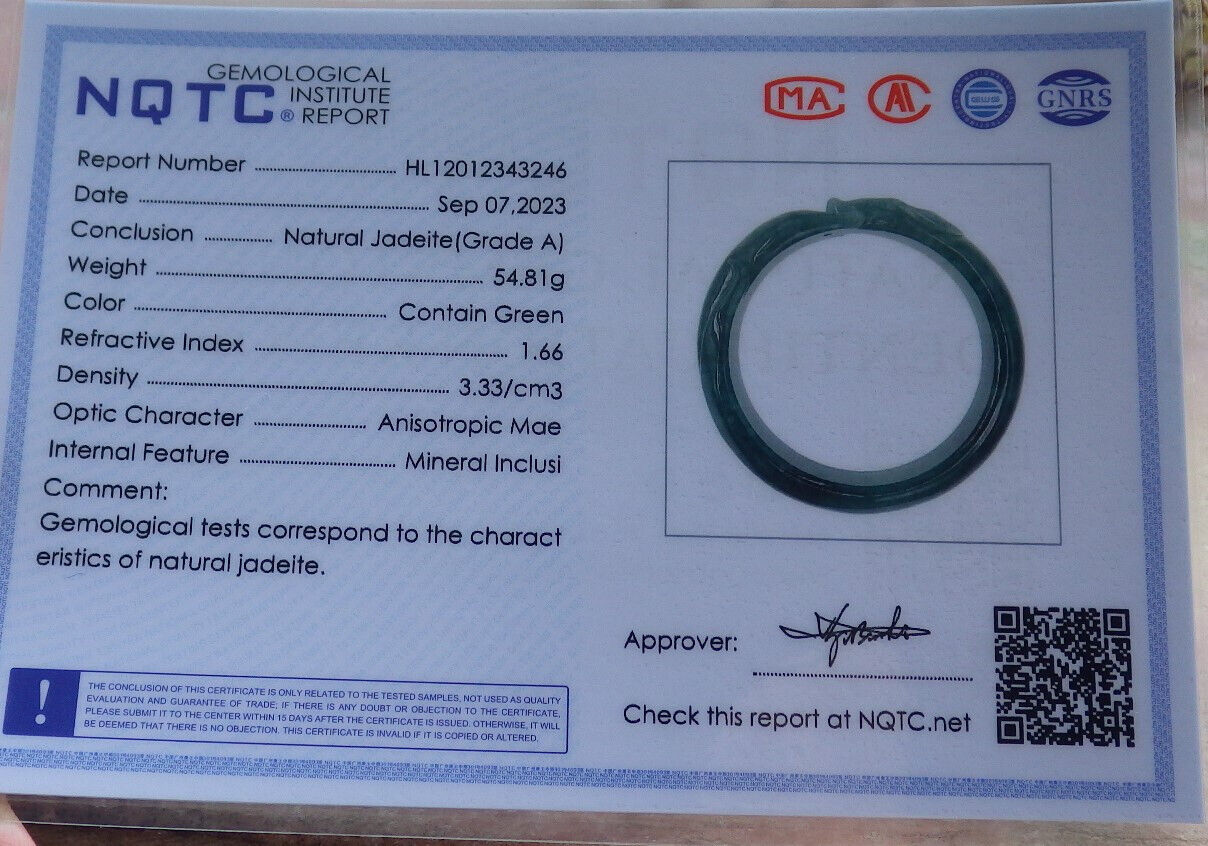 GEMOLOGICAL
NQTC® INSTITUTE
REPORT
MA
GNRS
Report Number HL12012343246
Date Sep 07,2023
Conclusion Natural Jadeite(Grade A)
Weight 54.81g
Color Contain Green
Refractive Index 1.66
Density 3.33/cm3
Optic Character Anisotropic Mae
Internal Feature Mineral Inclusi
Comment:
Gemological tests correspond to the charact
eristics of natural jadeite.
Approver:
Check this report at NQTC.net
! THE CONCLUSION OF THIS CERTIFICATE IS ONLY RELATED TO THE TESTED SAMPLES, NOT USED AS QUALITY
EVALUATION AND GUARANTEE OF TRADE; IF THERE IS ANY DOUBT OR OBJECTION TO THE CERTIFICATE,
PLEASE SUBMIT IT TO THE CENTER WITHIN 15 DAYS AFTER THE CERTIFICATE IS ISSUED. OTHERWISE, IT WILL
BE DEEMED THAT THERE IS NO OBJECTION. THIS CERTIFICATE IS INVALID IF IT IS COPIED OR ALTERED.